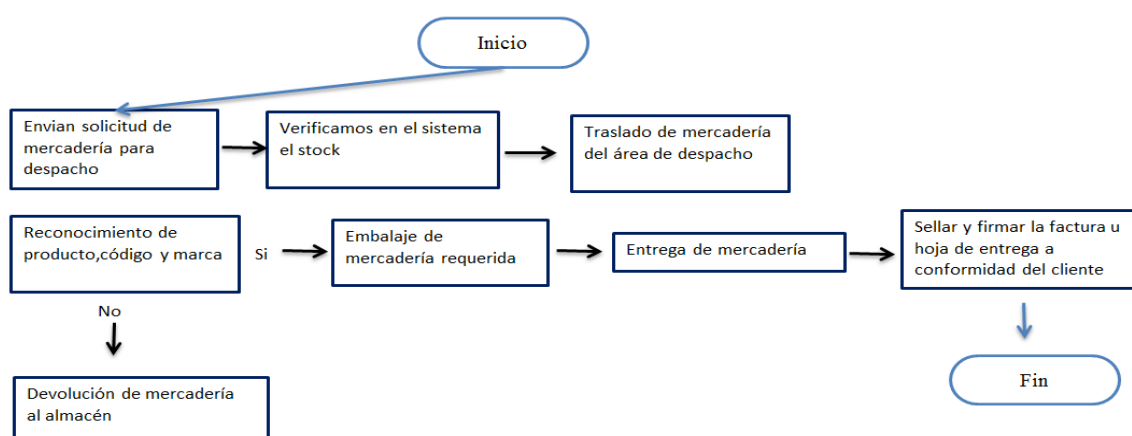 Inicio
Envian solicitud de
mercadería para
despacho
Verificamos en el sistema
el stock
Traslado de mercadería
del área de despacho
Reconocimiento de
producto,código y marca
Si
Embalaje de
mercadería requerida
Entrega de mercadería
Sellar y firmar la factura u
hoja de entrega a
conformidad del cliente
No
Devolución de mercadería
al almacén
Fin